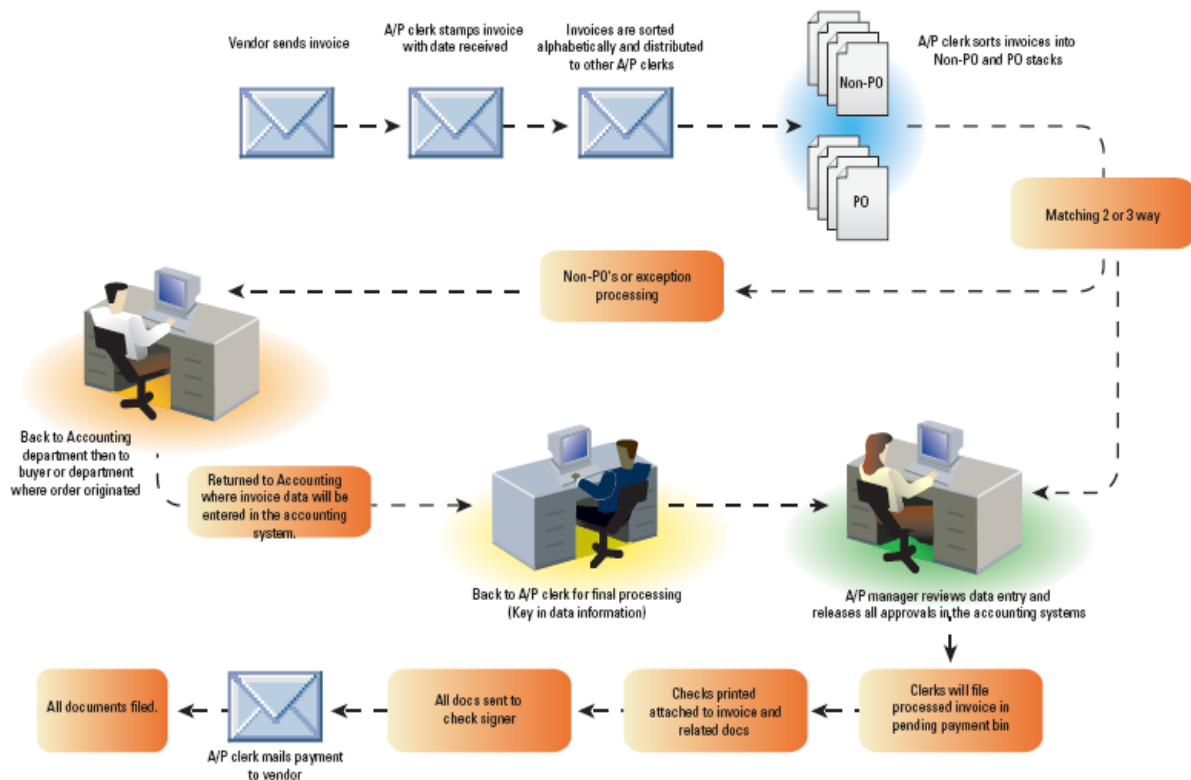 Vendor sends invoice
A/P clerk stamps invoice
with date received
Invoices are sorted
alphabetically and distributed
to other A/P clerks
A/P clerk sorts invoices into
Non-PO and PO stacks
Non-PO
PO
Matching 2 or 3 way
Non-PO's or exception
processing
Back to Accounting
department then to
buyer or department
where order originated
Returned to Accounting
where invoice data will be
entered in the accounting
system.
Back to A/P clerk for final processing
(Key in data information)
A/P manager reviews data entry and
releases all approvals in the accounting systems
Clerks will file
processed invoice in
pending payment bin
Checks printed
attached to invoice and
related docs
All docs sent to
check signer
A/P clerk mails payment
to vendor
All documents filed.